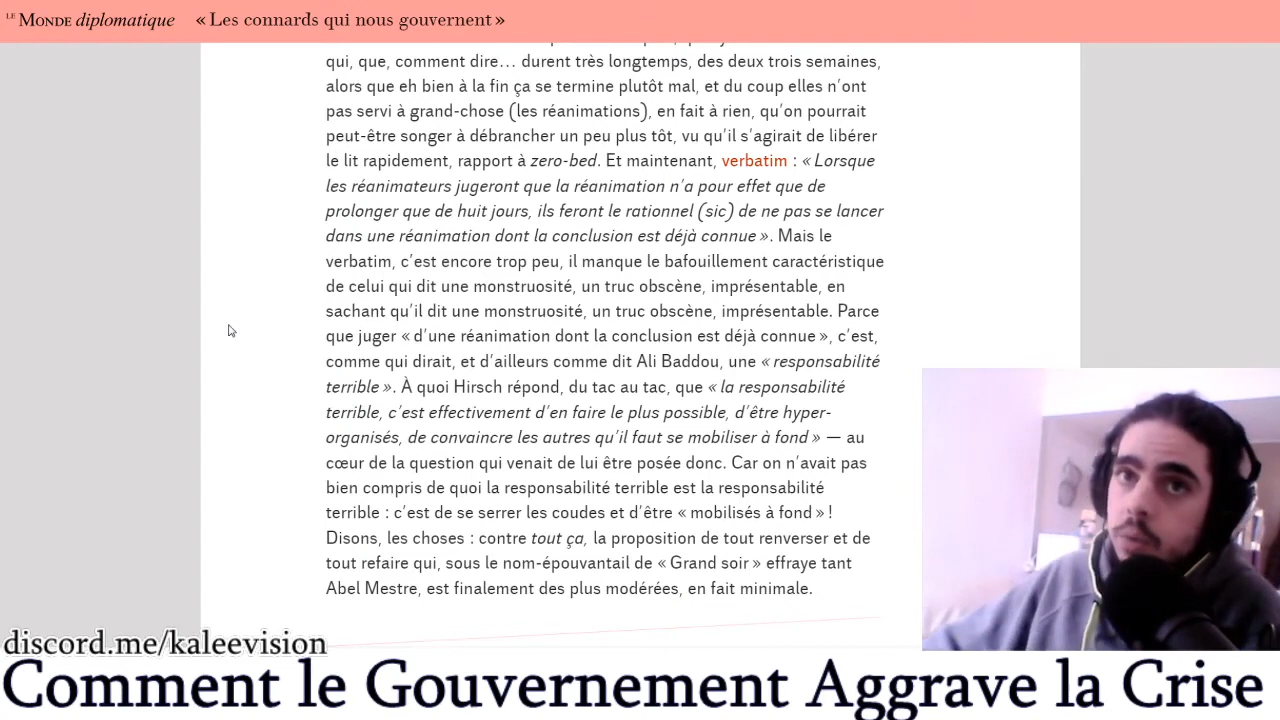 LE MONDE diplomatique « Les connards qui nous gouvernent »
qui, que, comment dire… durent très longtemps, des deux trois semaines,
alors que eh bien à la fin ça se termine plutôt mal, et du coup elles n’ont
pas servi à grand-chose (les réanimations), en fait à rien, qu’on pourrait
peut-être songer à débrancher un peu plus tôt, vu qu’il s’agirait de libérer
le lit rapidement, rapport à zero-bed. Et maintenant, verbatim : « Lorsque
les réanimateurs jugeront que la réanimation n’a pour effet que de
prolonger que de huit jours, ils feront le rationnel (sic) de ne pas se lancer
dans une réanimation dont la conclusion est déjà connue ». Mais le
verbatim, c’est encore trop peu, il manque le bafouillement caractéristique
de celui qui dit une monstruosité, un truc obscène, imprésentable, en
sachant qu’il dit une monstruosité, un truc obscène, imprésentable. Parce
que juger « d’une réanimation dont la conclusion est déjà connue », c’est,
comme qui dirait, et d’ailleurs comme dit Ali Baddou, une « responsabilité
terrible ». À quoi Hirsch répond, du tac au tac, que « la responsabilité
terrible, c’est effectivement d’en faire le plus possible, d’être hyper-
organisés, de convaincre les autres qu’il faut se mobiliser à fond » — au
cœur de la question qui venait de lui être posée donc. Car on n’avait pas
bien compris de quoi la responsabilité terrible est la responsabilité
terrible : c’est de se serrer les coudes et d’être « mobilisés à fond » !
Disons, les choses : contre tout ça, la proposition de tout renverser et de
tout refaire qui, sous le nom-épouvantail de « Grand soir » effraye tant
Abel Mestre, est finalement des plus modérées, en fait minimale.
discord.me/kaleevision
Comment le Gouvernement Aggrave la Crise